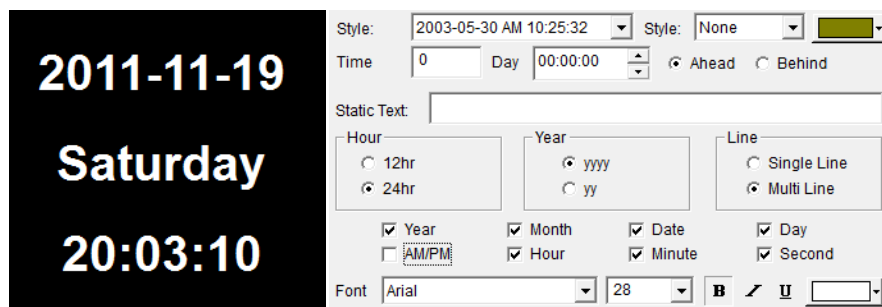 2011-11-19
Saturday
20:03:10
Style: 2003-05-30 AM 10:25:32 Style: None
Time 0 Day 00:00:00 Ahead Behind
Static Text:
Hour Year Line
12hr yyyy Single Line
24hr yy Multi Line
Year Month Date Day
AM/PM Hour Minute Second
Font Arial 28 B I U